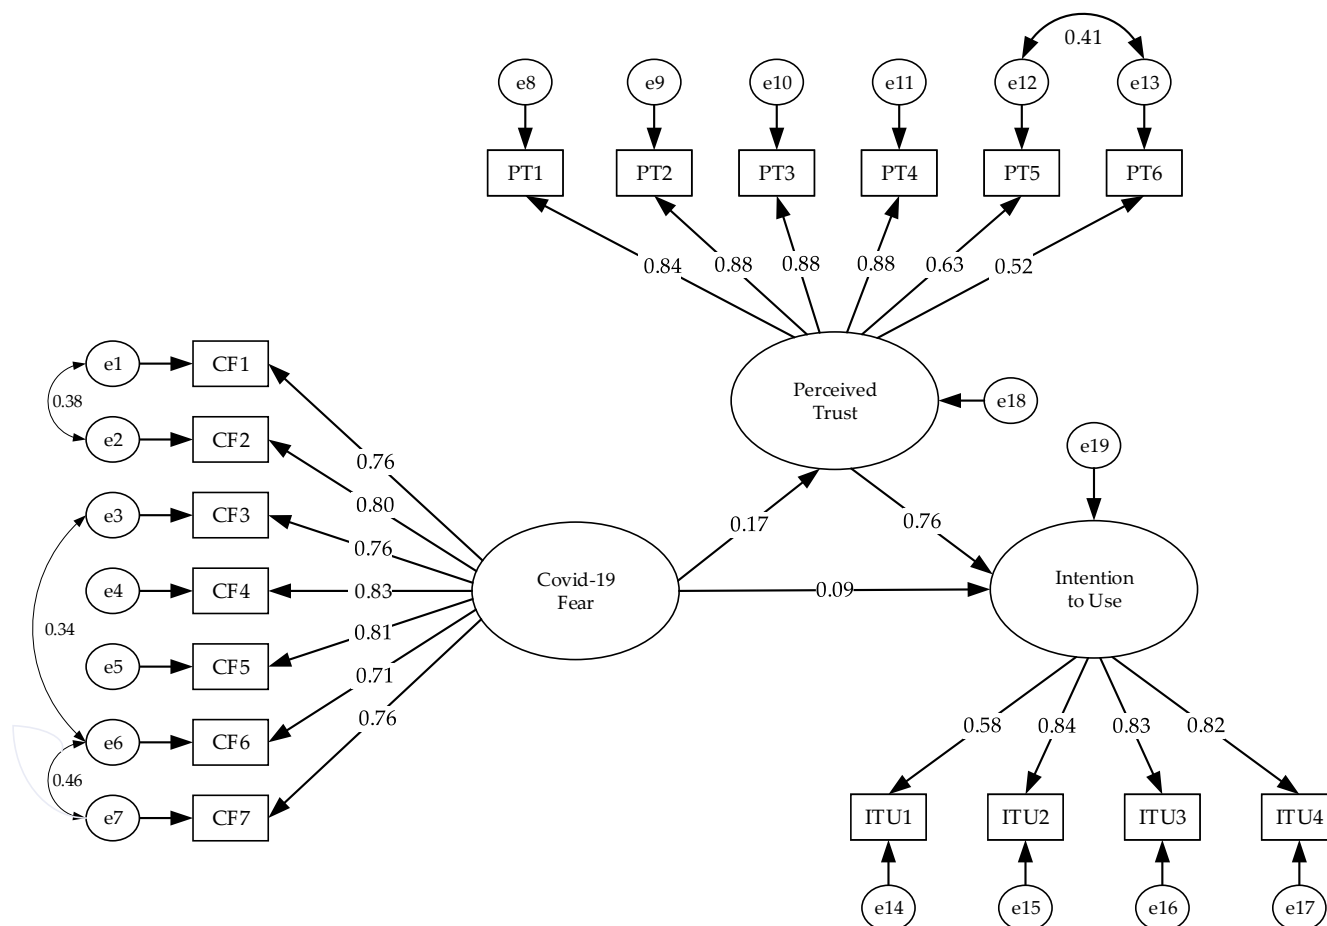 0.41
e8
e9
e10
e11
e12
e13
PT1
PT2
PT3
PT4
PT5
PT6
0.84
0.88
0.88
0.88
0.63
0.52
e1
CF1
0.38
Perceived
Trust
e18
e2
CF2
e19
0.76
0.80
e3
CF3
0.17
0.76
0.76
e4
CF4
0.83
Covid-19
Fear
0.09
Intention
to Use
0.34
0.81
e5
CF5
0.71
0.76
0.58
0.84
0.83
0.82
e6
CF6
0.46
e7
CF7
ITU1
ITU2
ITU3
ITU4
e14
e15
e16
e17